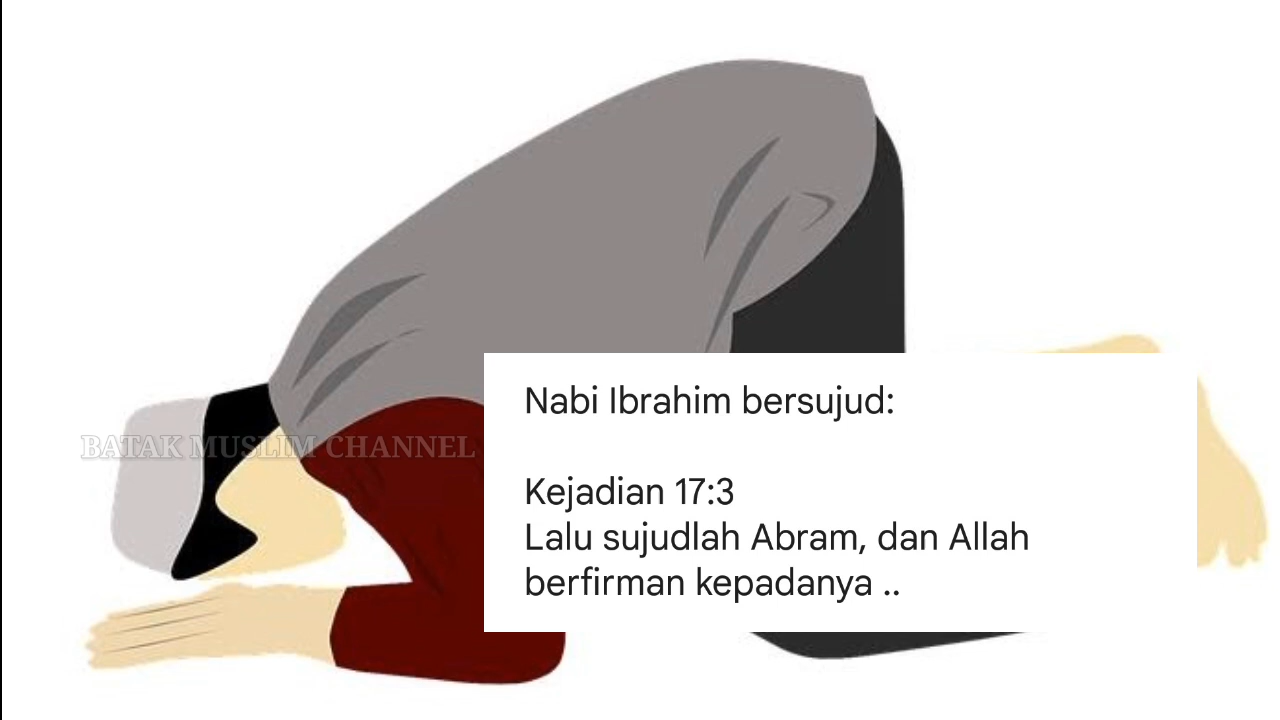 BATAK MUSLIM CHANNEL
Nabi Ibrahim bersujud:
Kejadian 17:3
Lalu sujudlah Abram, dan Allah
berfirman kepadanya ..